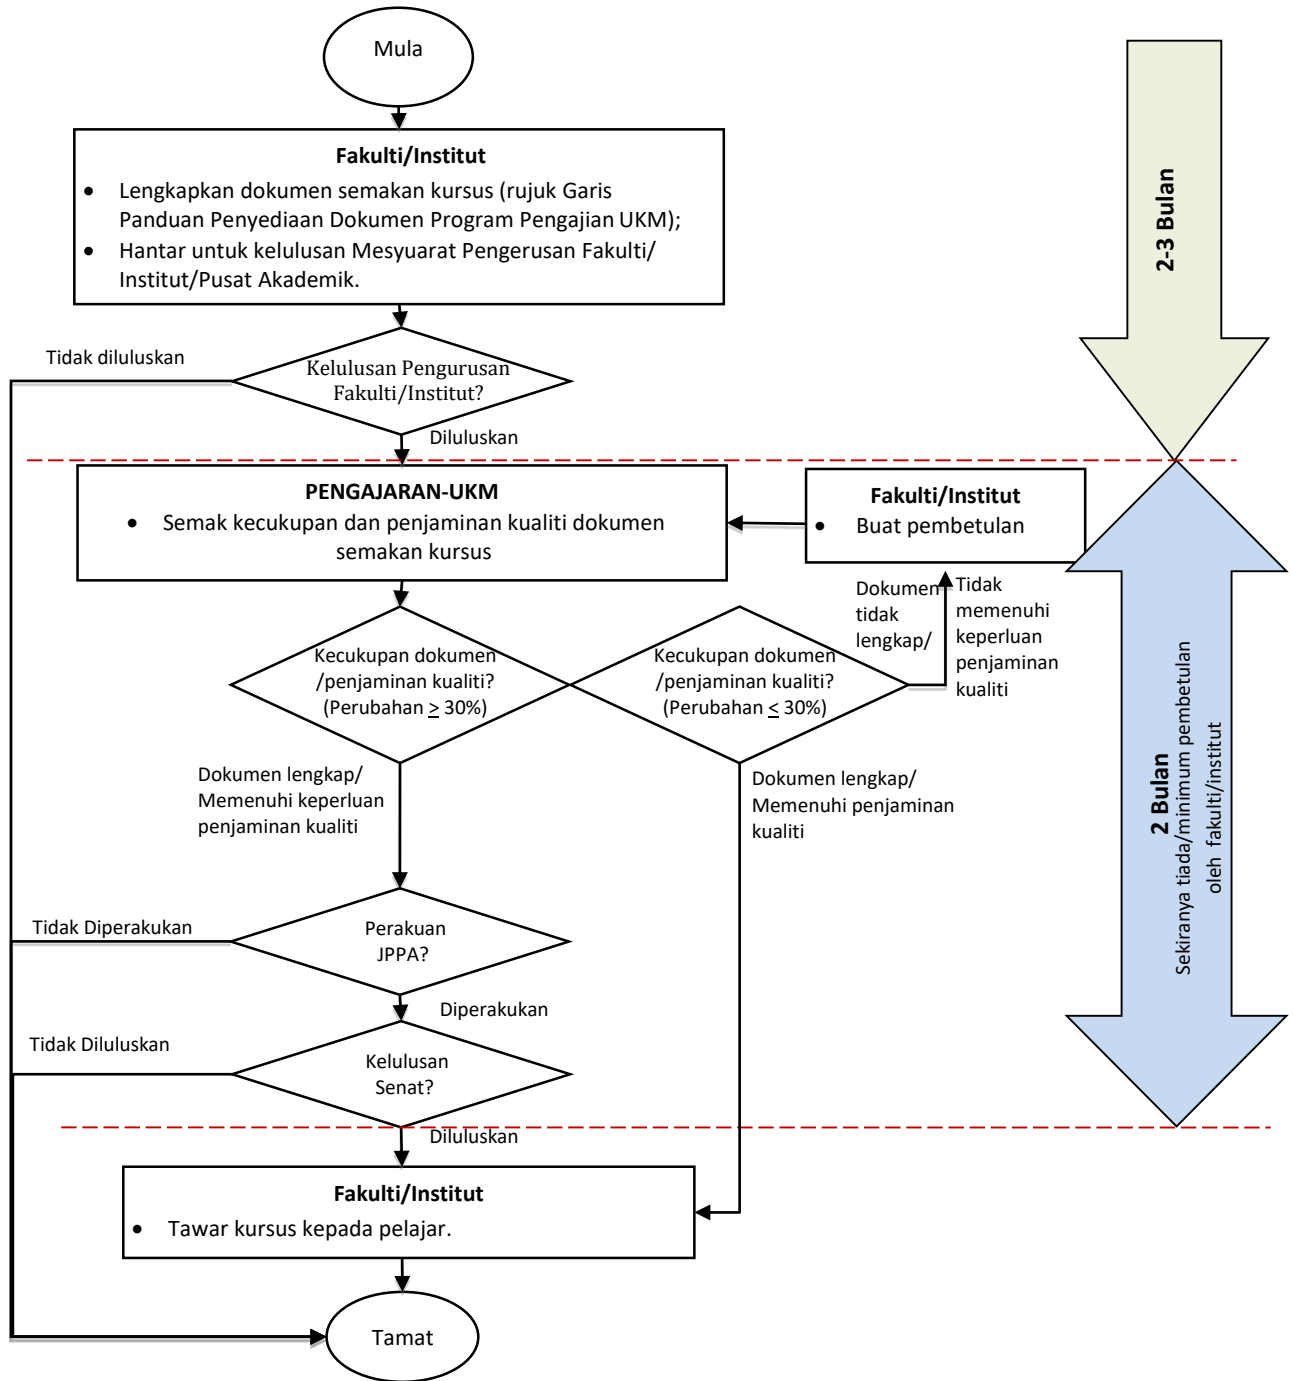 Mula
Fakulti/Institut
• Lengkapkan dokumen semakan kursus (rujuk Garis
Panduan Penyediaan Dokumen Program Pengajian UKM);
• Hantar untuk kelulusan Mesyuarat Pengerusan Fakulti/
Institut/Pusat Akademik.
2-3 Bulan
Tidak diluluskan
Kelulusan Pengurusan
Fakulti/Institut?
Diluluskan
PENGAJARAN-UKM
• Semak kecukupan dan penjaminan kualiti dokumen
semakan kursus
Fakulti/Institut
• Buat pembetulan
Dokumen
tidak
lengkap/
Tidak
memenuhi
keperluan
penjaminan
kualiti
Kecukupan dokumen
/penjaminan kualiti?
(Perubahan > 30%)
Kecukupan dokumen
/penjaminan kualiti?
(Perubahan < 30%)
Dokumen lengkap/
Memenuhi keperluan
penjaminan kualiti
Dokumen lengkap/
Memenuhi penjaminan
kualiti
2 Bulan
Sekiranya tiada/minimum pembetulan
oleh fakulti/institut
Tidak Diperakukan
Perakuan
JPPA?
Diperakukan
Tidak Diluluskan
Kelulusan
Senat?
Diluluskan
Fakulti/Institut
• Tawar kursus kepada pelajar.
Tamat